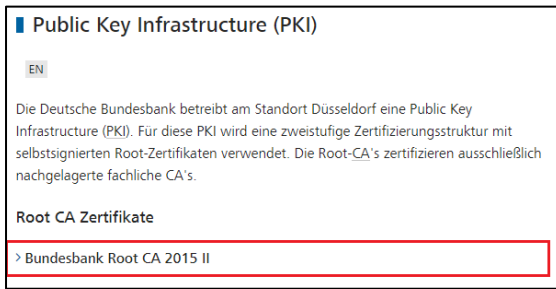 Public Key Infrastructure (PKI)
EN
Die Deutsche Bundesbank betreibt am Standort Düsseldorf eine Public Key
Infrastructure (PKI). Für diese PKI wird eine zweistufige Zertifizierungsstruktur mit
selbstsignierten Root-Zertifikaten verwendet. Die Root-CA's zertifizieren ausschließlich
nachgelagerte fachliche CA's.
Root CA Zertifikate
> Bundesbank Root CA 2015 II